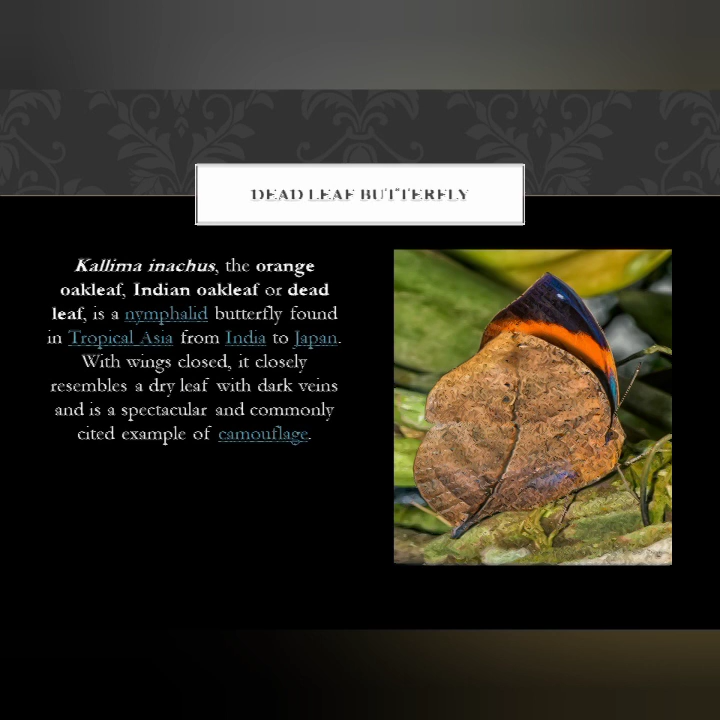 DEAD LEAF BUTTERFLY
Kallima inachus, the orange
oakleaf, Indian oakleaf or dead
leaf, is a nymphalid butterfly found
in Tropical Asia from India to Japan.
With wings closed, it closely
resembles a dry leaf with dark veins
and is a spectacular and commonly
cited example of camouflage.